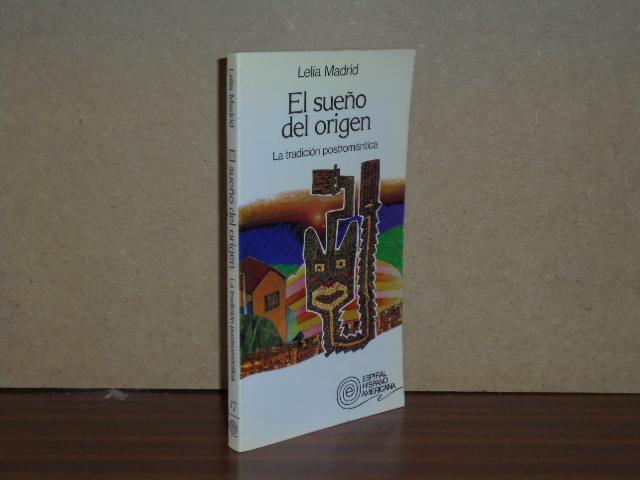 Lelia Madrid
El sueño
del origen
La tradición postromántica
ESPIRAL
HISPANO
AMERICANA
Lelia Madrid El sueño del origen La tradición postromántica 17